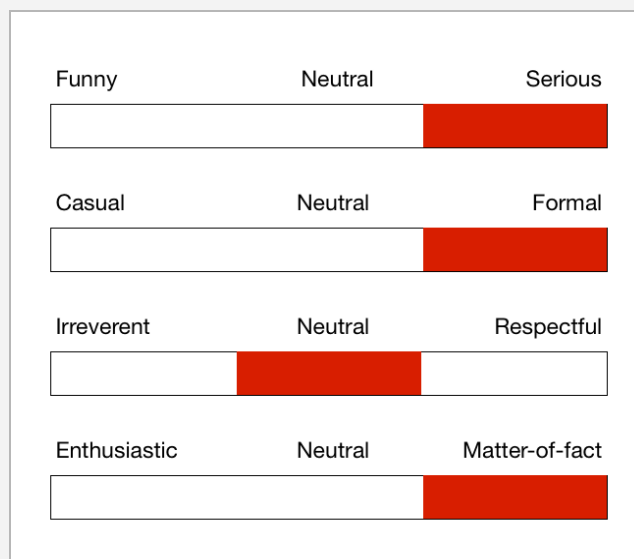 Funny Neutral Serious
Casual Neutral Formal
Irreverent Neutral Respectful
Enthusiastic Neutral Matter-of-fact